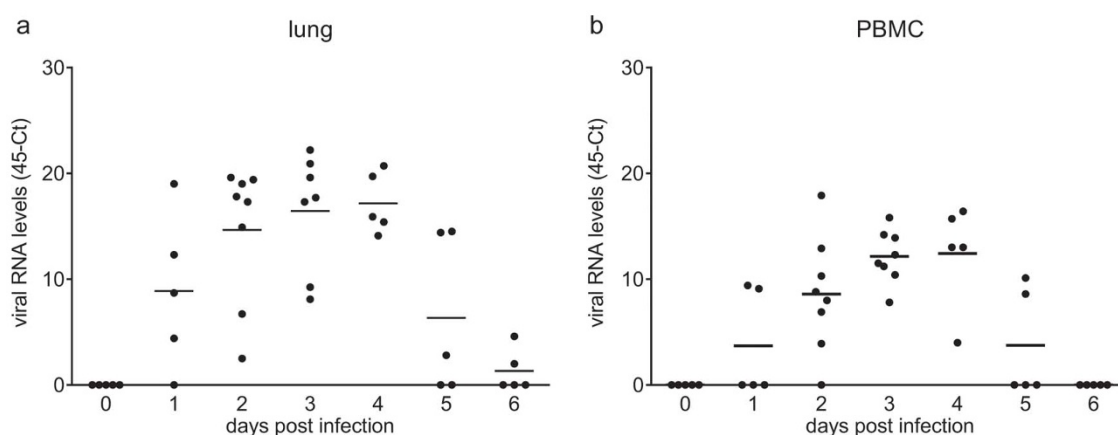 a
lung
viral RNA levels (45-Ct)
30
20
10
0
0 1 2 3 4 5 6
days post infection
b
PBMC
viral RNA levels (45-Ct)
30
20
10
0
0 1 2 3 4 5 6
days post infection